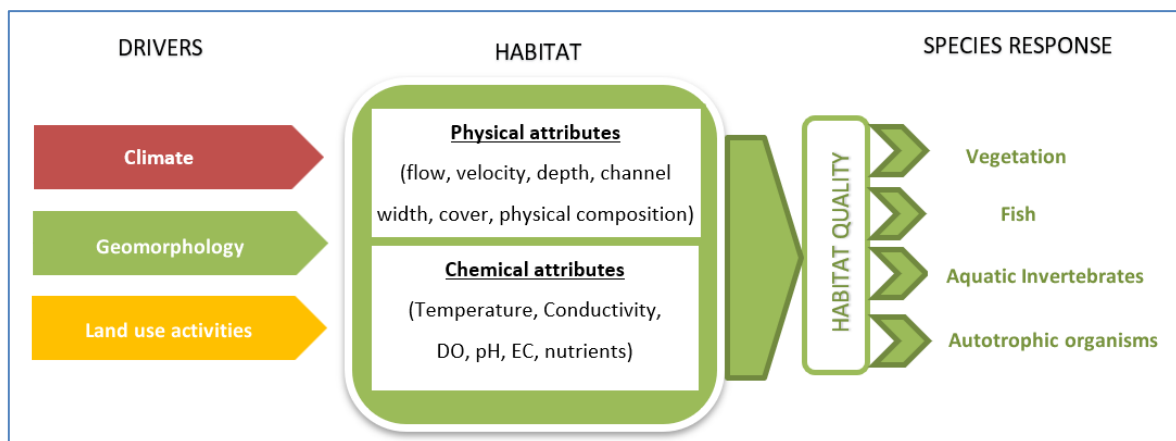 DRIVERS
HABITAT
SPECIES RESPONSE
Climate
Geomorphology
Land use activities
Physical attributes
(flow, velocity, depth, channel
width, cover, physical composition)
Chemical attributes
(Temperature, Conductivity,
DO, pH, EC, nutrients)
HABITAT QUALITY
Vegetation
Fish
Aquatic Invertebrates
Autotrophic organisms